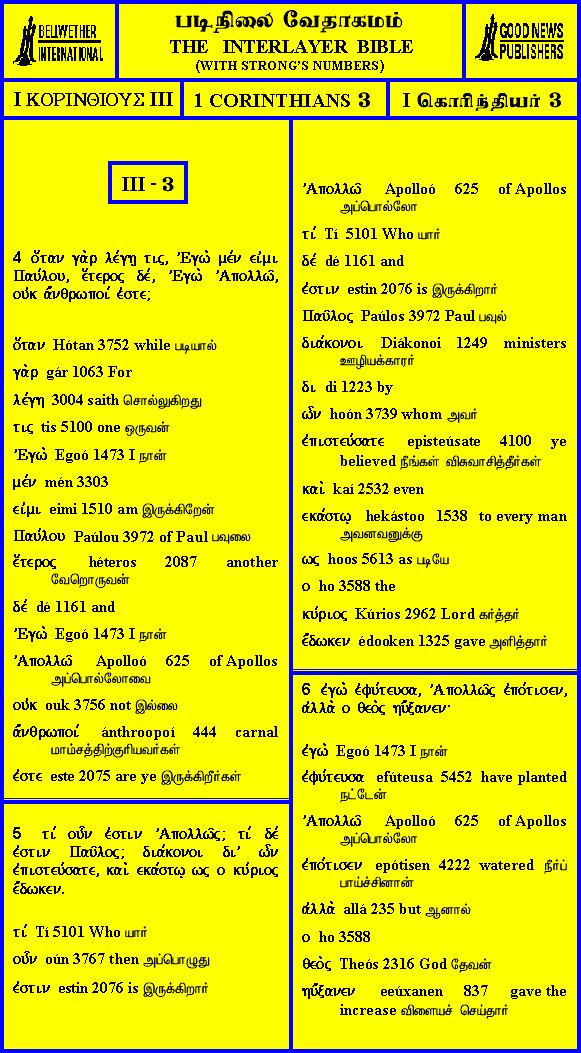 BELLWETHER
INTERNATIONAL
படிநிலை வேதாகமம்
THE INTERLAYER BIBLE
(WITH STRONG'S NUMBERS)
GOOD NEWS
PUBLISHERS
I ΚΟΡΙΝΘΙΟΥΣ III
1 CORINTHIANS 3
I கொரிந்தியர் 3
III - 3
4 ὅταν γὰρ λέγῃ τις, Ἐγὼ μέν εἰμι
Παύλου, ἕτερος δέ, Ἐγὼ Ἀπολλῶ,
οὐκ ἄνθρωποί ἐστε;
ὅταν Hótan 3752 while படியால்
γὰρ gár 1063 For
λέγη 3004 saith சொல்லுகிறது
τις tis 5100 one ஒருவன்
Ἐγὼ Egoó 1473 I நான்
μέν mén 3303
εἰμι eimi 1510 am இருக்கிறேன்
Παύλου Paúlou 3972 of Paul பவுலை
ἕτερος héteros 2087 another
வேறொருவன்
δέ dé 1161 and
Ἐγὼ Egoó 1473 I நான்
Ἀπολλῶ Apolloó 625 of Apollos
அப்பொல்லோவை
οὐκ ouk 3756 not இல்லை
ἄνθρωποί ánthroopoí 444 carnal
மாம்சத்திற்குரியவர்கள்
ἐστε este 2075 are ye இருக்கிறீர்கள்
5 τί οὖν ἐστιν Ἀπολλῶς; τί δέ
ἐστιν Παῦλος; διάκονοι δι' ὧν
ἐπιστεύσατε, καὶ εκάστῳ ως ο κύριος
ἔδωκεν.
τί Tí 5101 Who யார்
οὖν oún 3767 then அப்பொழுது
ἐστιν estin 2076 is இருக்கிறார்
Ἀπολλῶ Apolloó 625 of Apollos
அப்பொல்லோ
τί Tí 5101 Who யார்
δέ dé 1161 and
ἐστιν estin 2076 is இருக்கிறார்
Παῦλος Paúlos 3972 Paul பவுல்
διάκονοι Diákonoi 1249 ministers
ஊழியக்காரர்
δι di 1223 by
ὧν hoón 3739 whom அவர்
ἐπιστεύσατε episteúsate 4100 ye
believed நீங்கள் விசுவாசித்தீர்கள்
καὶ kaí 2532 even
εκάστῳ hekástoo 1538 to every man
அவனவனுக்கு
ως hoos 5613 as படியே
ο ho 3588 the
κύριος Kúrios 2962 Lord கர்த்தர்
ἔδωκεν édooken 1325 gave அளித்தார்
6 ἐγὼ ἐφύτευσα, Ἀπολλῶς ἐπότισεν,
ἀλλὰ ο θεὸς ηὔξανεν·
ἐγὼ Egoó 1473 I நான்
ἐφύτευσα efúteusa 5452 have planted
நட்டேன்
Ἀπολλῶ Apolloó 625 of Apollos
அப்பொல்லோ
ἐπότισεν epótisen 4222 watered நீர்ப்
பாய்ச்சினான்
ἀλλὰ allá 235 but ஆனால்
ο ho 3588
θεὸς Theós 2316 God தேவன்
ηὔξανεν eeúxanen 837 gave the
increase விளையச் செய்தார்